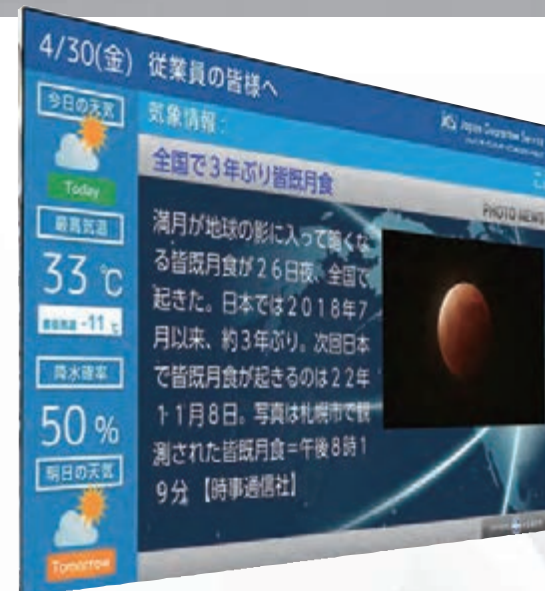 4/30(金) 従業員の皆様へ
今日の天気
Today
最高気温
33 ℃
最低気温 -11 ℃
降水確率
50 %
明日の天気
Tomorrow
気象情報：
全国で3年ぶり皆既月食
PHOTO NEWS
満月が地球の影に入って暗くな
る皆既月食が26日夜、全国で
起きた。日本では2018年7
月以来、約3年ぶり。次回日本
で皆既月食が起きるのは22年
11月8日。写真は札幌市で観
測された皆既月食=午後8時1
9分 【時事通信社】